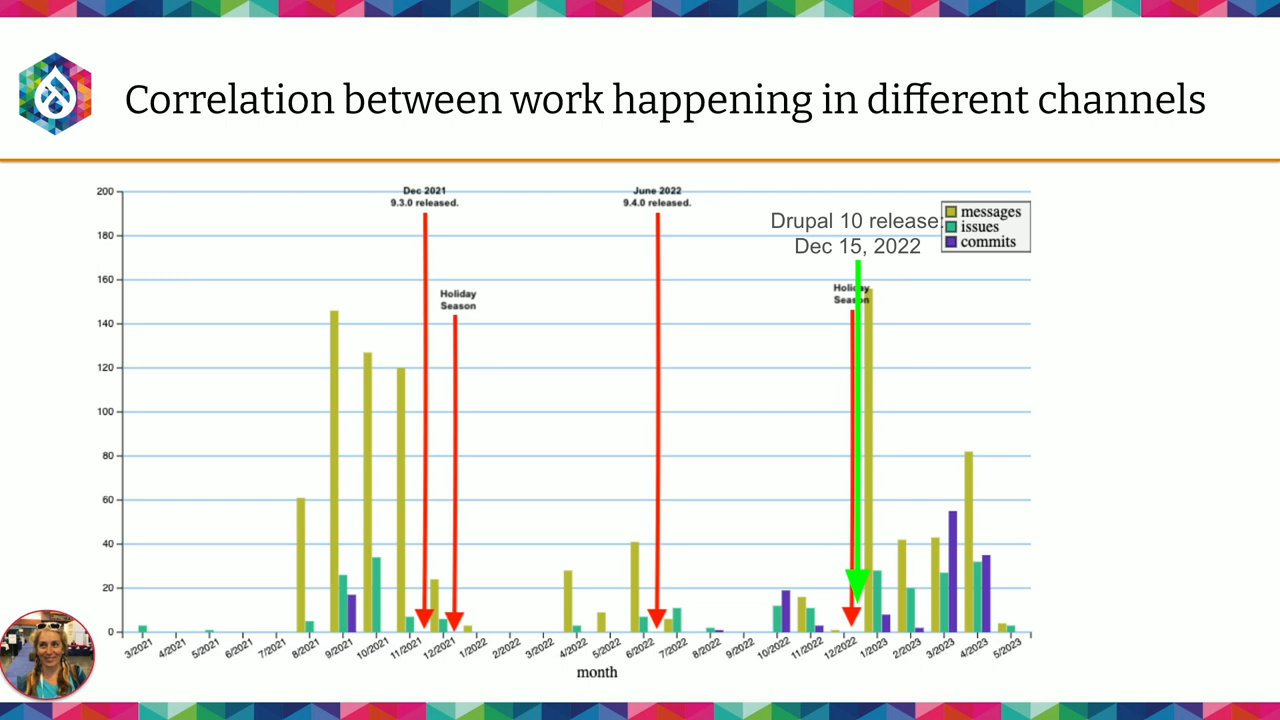 Correlation between work happening in different channels
200
180
160
140
120
100
80
60
40
20
0
Dec 2021
9.3.0 released.
Holiday
Season
June 2022
9.4.0 released.
Drupal 10 release
Dec 15, 2022
Holiday
Season
messages
issues
commits
3/2021 4/2021 5/2021 6/2021 7/2021 8/2021 9/2021 10/2021 11/2021 12/2021 1/2022 2/2022 3/2022 4/2022 5/2022 6/2022 7/2022 8/2022 9/2022 10/2022 11/2022 12/2022 1/2023 2/2023 3/2023 4/2023 5/2023
month